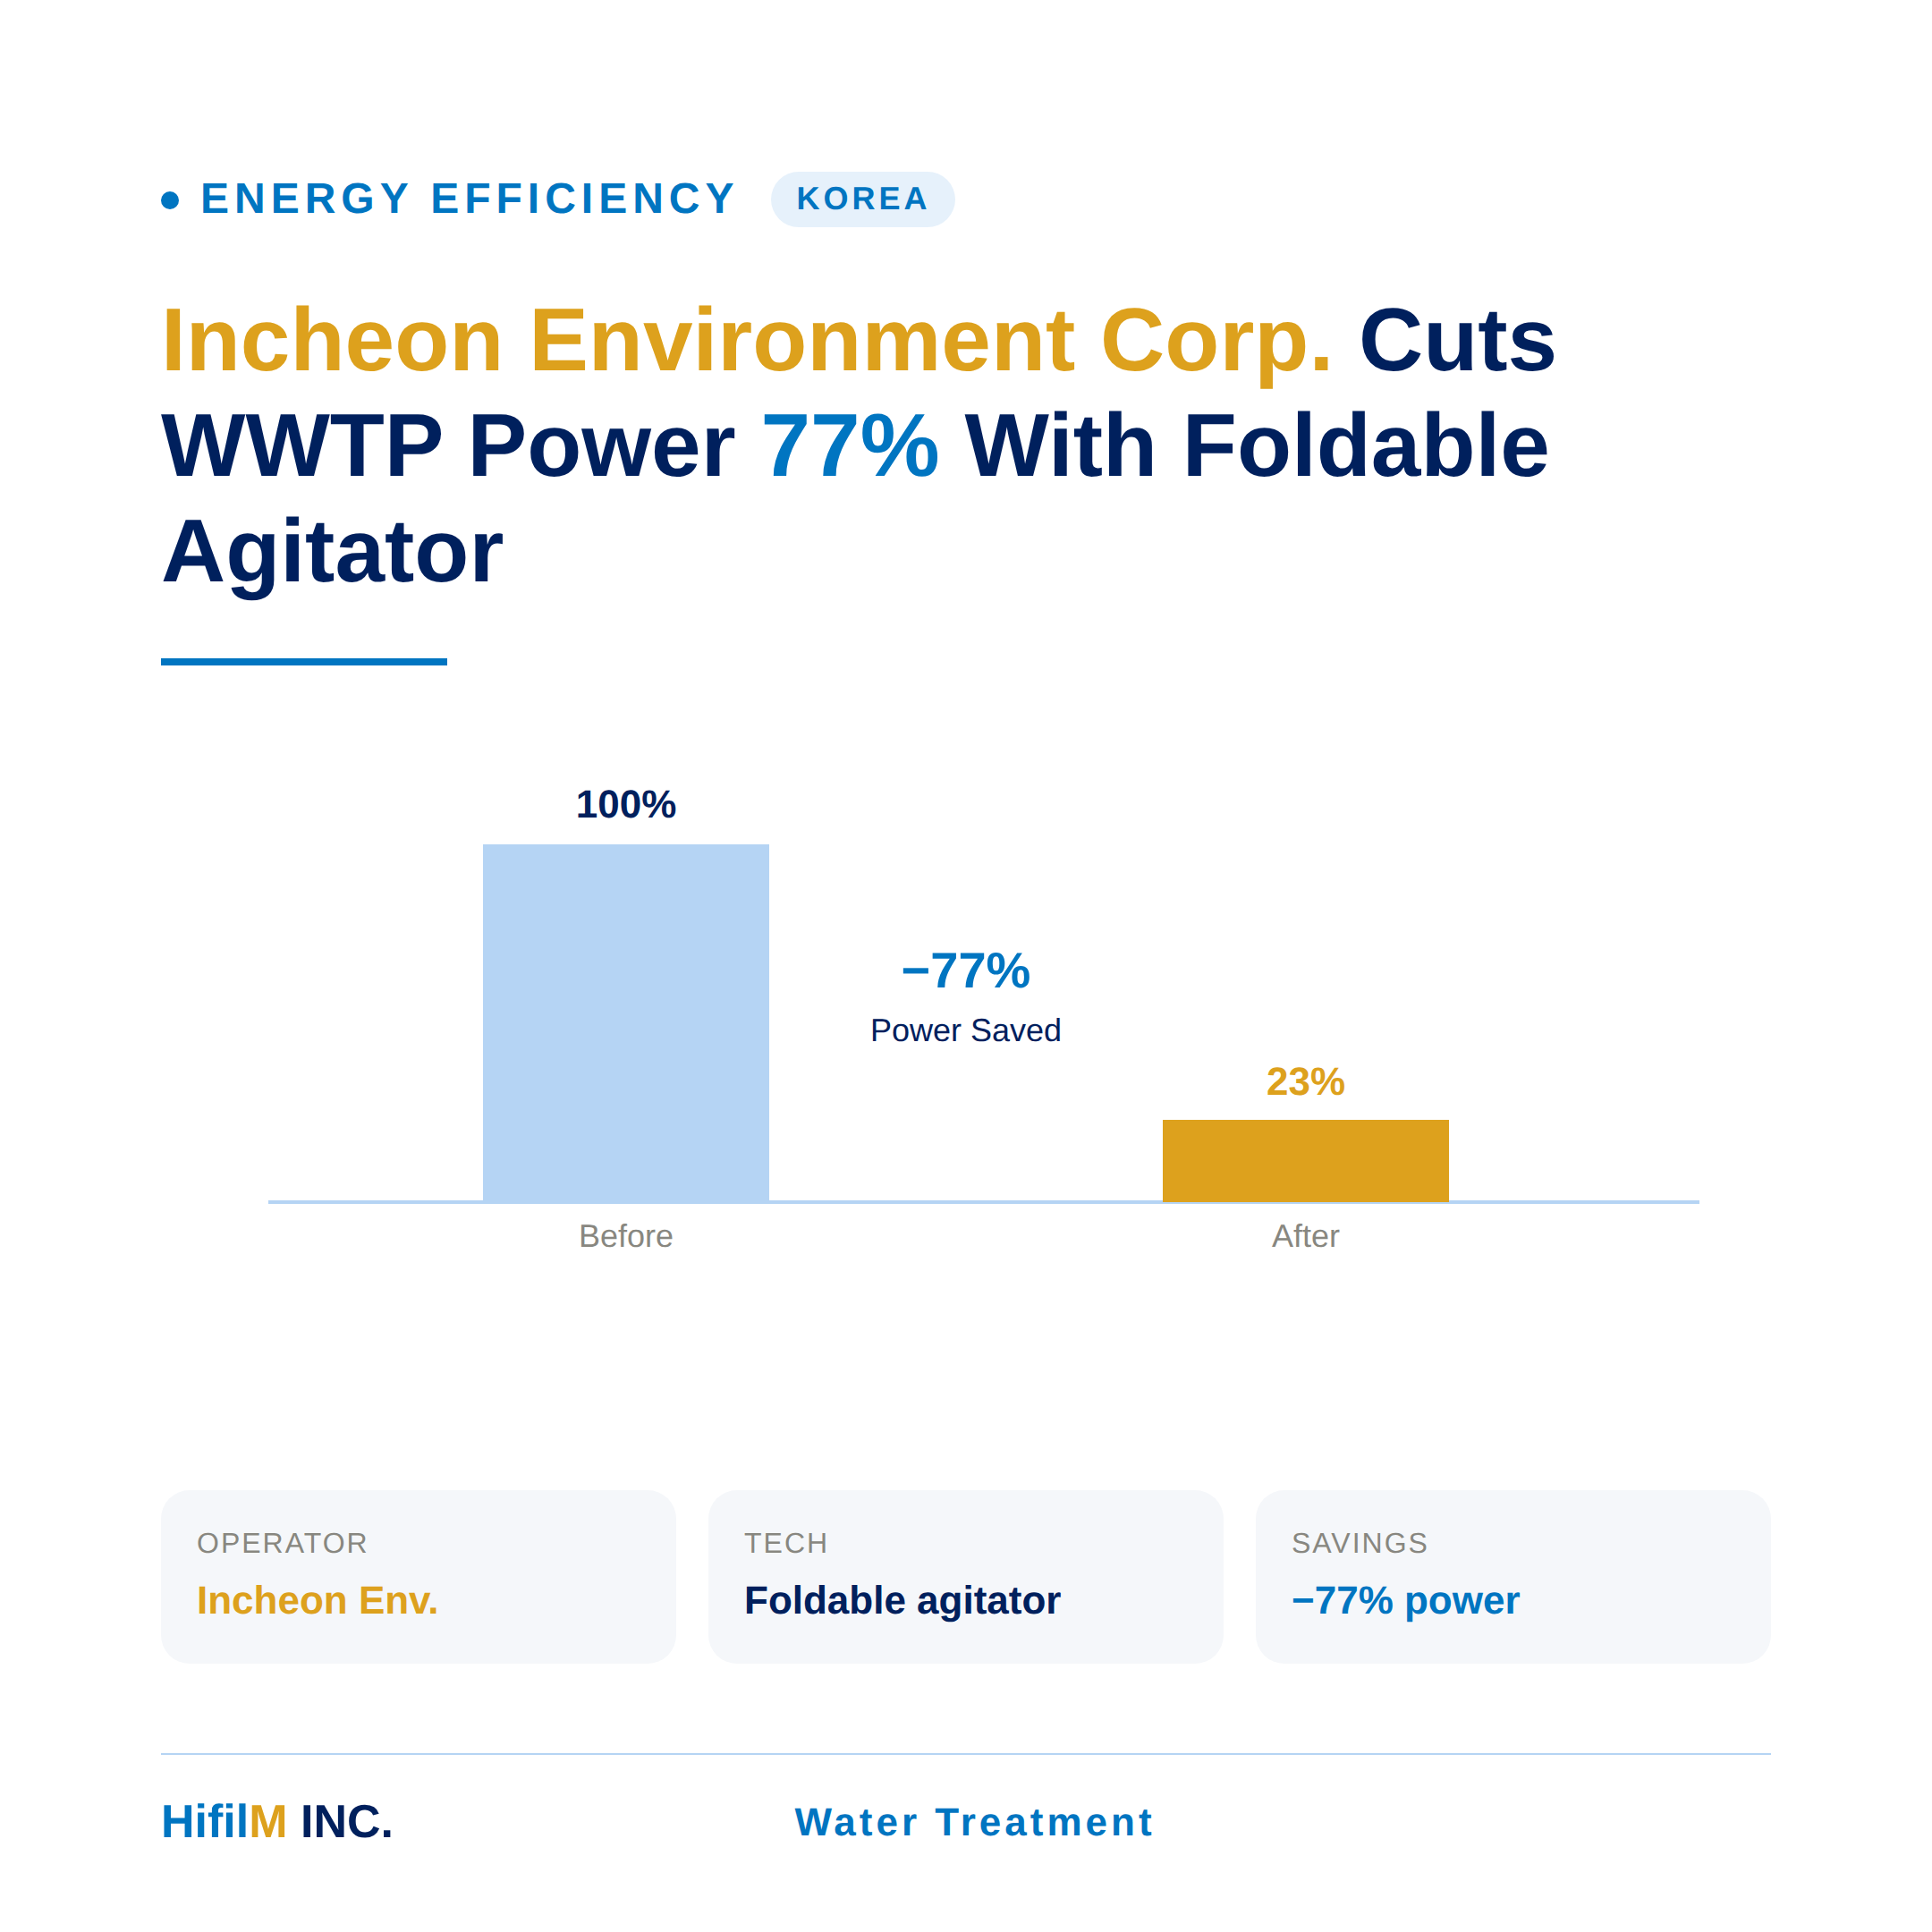 ENERGY EFFICIENCY KOREA
Incheon Environment Corp. Cuts
WWTP Power 77% With Foldable
Agitator
100%
−77%
Power Saved
23%
Before After
OPERATOR
Incheon Env.
TECH
Foldable agitator
SAVINGS
−77% power
HifilM INC.
Water Treatment